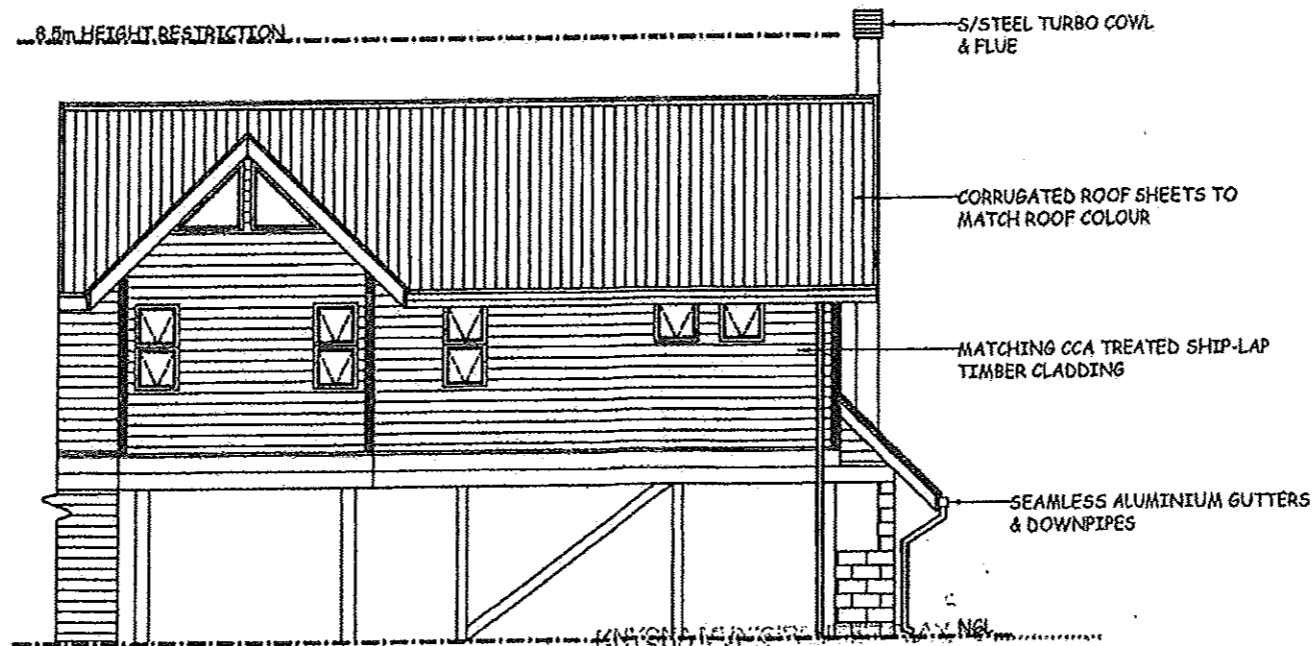 8.5m HEIGHT RESTRICTION
S/STEEL TURBO COWL
& FLUE
CORRUGATED ROOF SHEETS TO
MATCH ROOF COLOUR
MATCHING CCA TREATED SHIP-LAP
TIMBER CLADDING
SEAMLESS ALUMINIUM GUTTERS
& DOWNPIPES
NGL